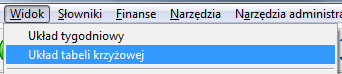 Widok Słowniki Finanse Narzędzia Narzędzia administra
Układ tygodniowy
Układ tabeli krzyżowej